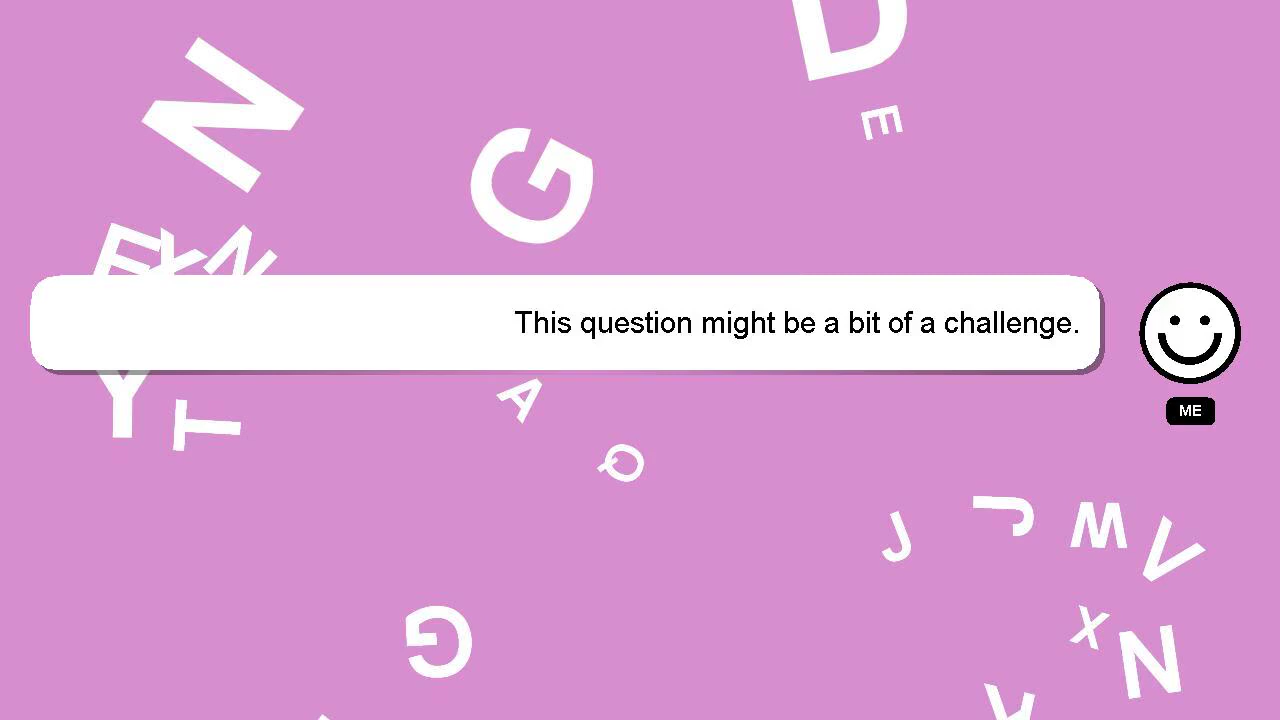 N
D
G
E
E
X
N
This question might be a bit of a challenge.
ME
Y
T
A
Q
J
J
W
V
G
X
N